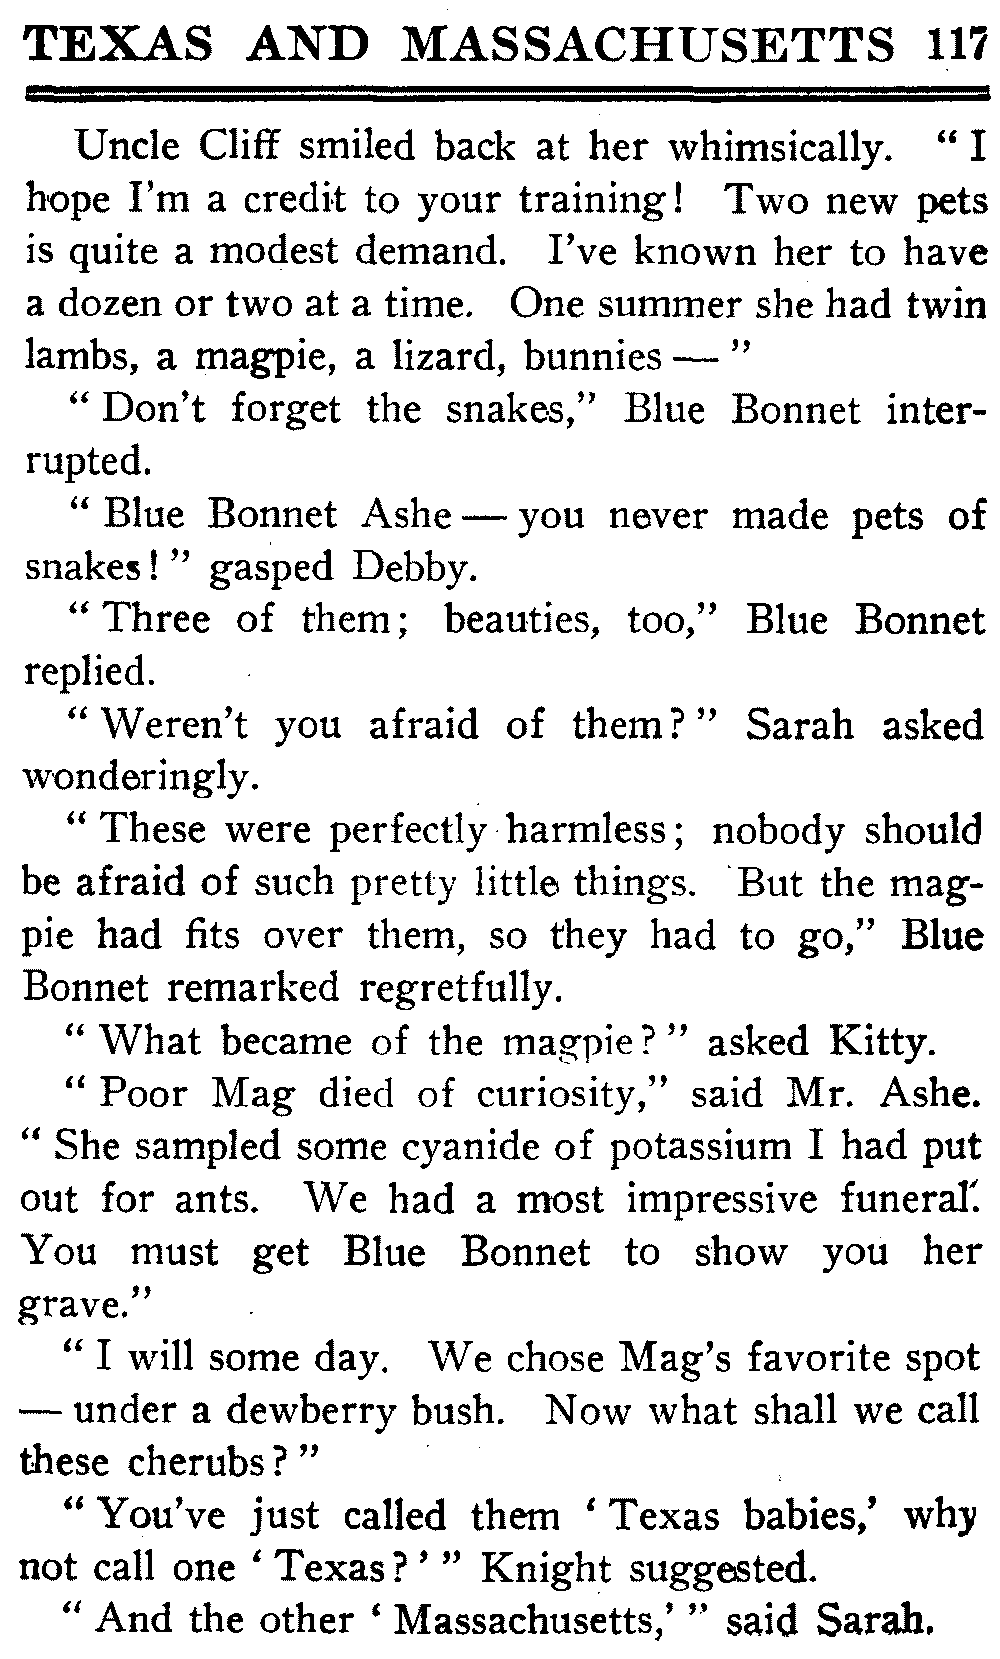 TEXAS AND MASSACHUSETTS 117
Uncle Cliff smiled back at her whimsically. "I
hope I'm a credit to your training! Two new pets
is quite a modest demand. I've known her to have
a dozen or two at a time. One summer she had twin
lambs, a magpie, a lizard, bunnies — "
"Don't forget the snakes," Blue Bonnet inter-
rupted.
"Blue Bonnet Ashe — you never made pets of
snakes!" gasped Debby.
"Three of them; beauties, too," Blue Bonnet
replied.
"Weren't you afraid of them?" Sarah asked
wonderingly.
"These were perfectly harmless; nobody should
be afraid of such pretty little things. But the mag-
pie had fits over them, so they had to go," Blue
Bonnet remarked regretfully.
"What became of the magpie?" asked Kitty.
"Poor Mag died of curiosity," said Mr. Ashe.
"She sampled some cyanide of potassium I had put
out for ants. We had a most impressive funeral.
You must get Blue Bonnet to show you her
grave."
"I will some day. We chose Mag's favorite spot
— under a dewberry bush. Now what shall we call
these cherubs?"
"You've just called them 'Texas babies,' why
not call one 'Texas?'" Knight suggested.
"And the other 'Massachusetts,'" said Sarah.